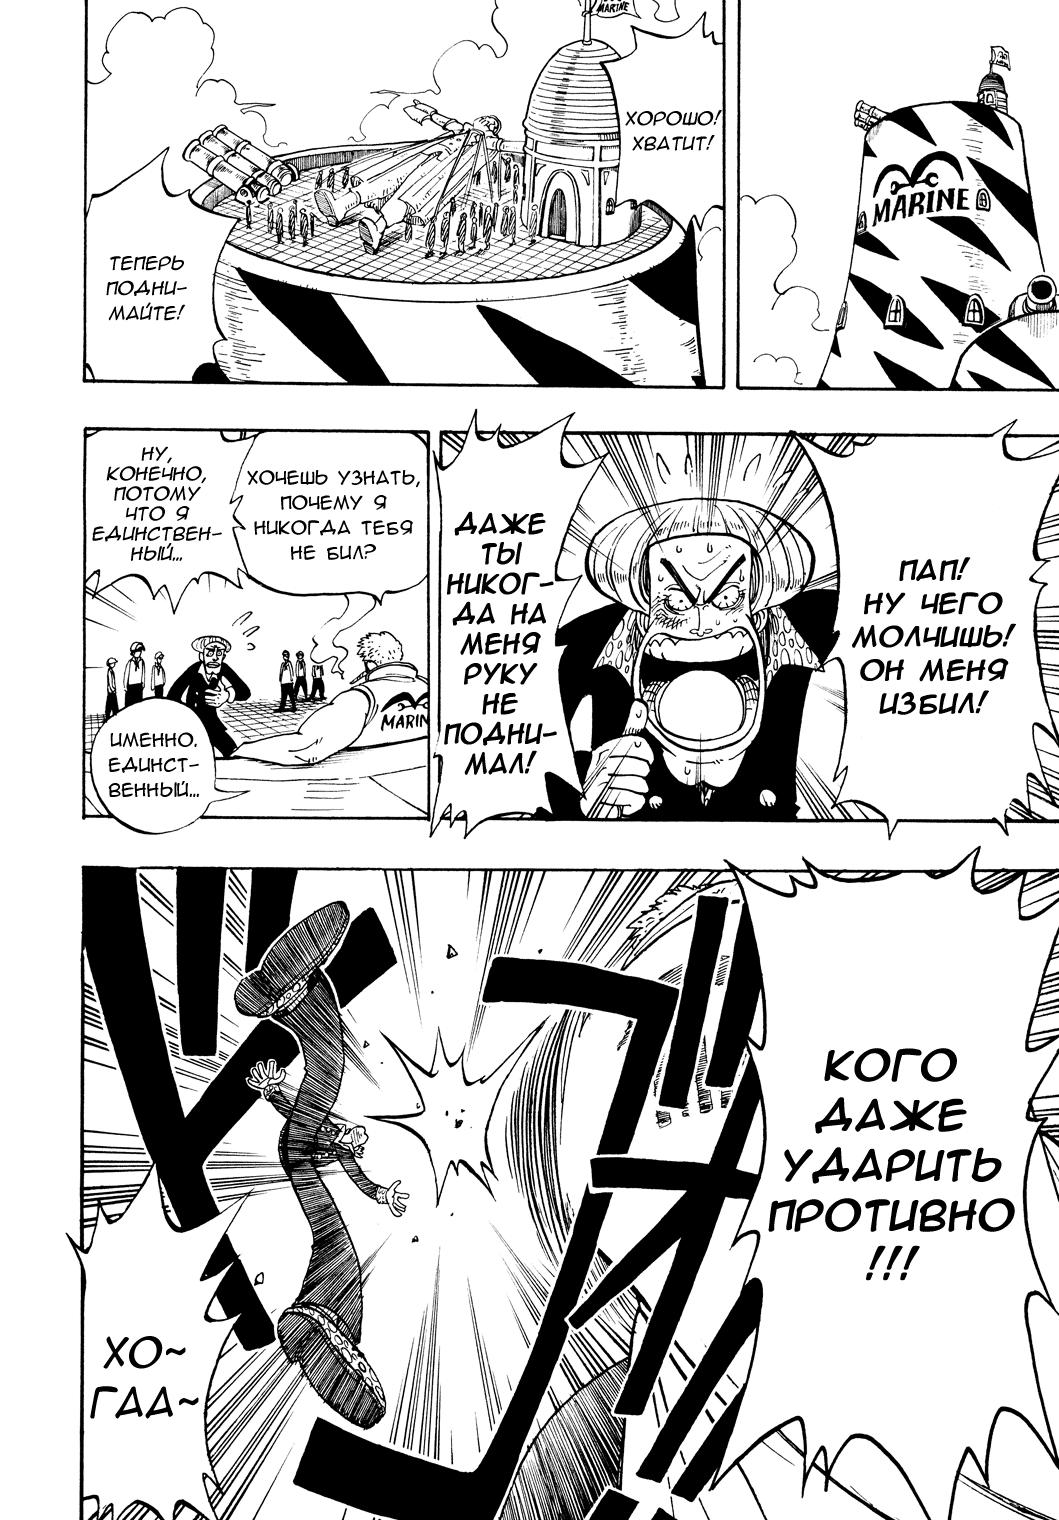 MARINE
MARINE
ХОРОШО!
ХВАТИТ!
ТЕПЕРЬ
ПОДНИ-
МАЙТЕ!
ПАП!
НУ ЧЕГО
МОЛЧИШЬ!
ОН МЕНЯ
ИЗБИЛ!
ДАЖЕ
ТЫ
НИКОГ-
ДА НА
МЕНЯ
РУКУ
НЕ
ПОДНИ-
МАЛ!
ХОЧЕШЬ УЗНАТЬ,
ПОЧЕМУ Я
НИКОГДА ТЕБЯ
НЕ БИЛ?
НУ,
КОНЕЧНО,
ПОТОМУ
ЧТО Я
ЕДИНСТВЕН-
НЫЙ...
MARIN
ИМЕННО.
ЕДИНСТ-
ВЕННЫЙ...
КОГО
ДАЖЕ
УДАРИТЬ
ПРОТИВНО
!!!
ХО~
ГАА~